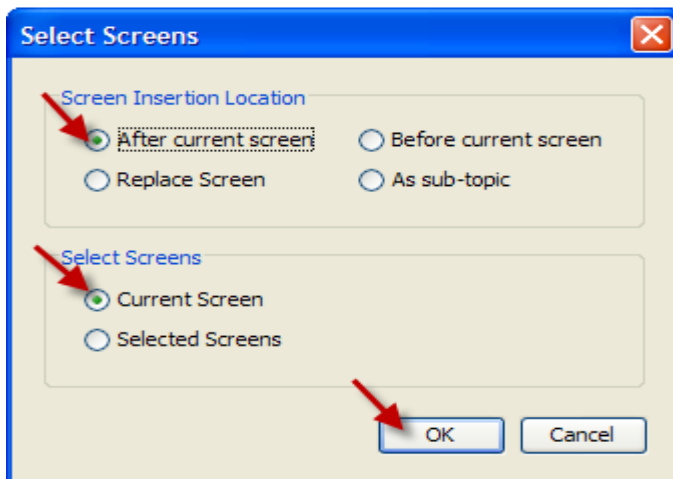 Select Screens
Screen Insertion Location
After current screen Before current screen
Replace Screen As sub-topic
Select Screens
Current Screen
Selected Screens
OK Cancel